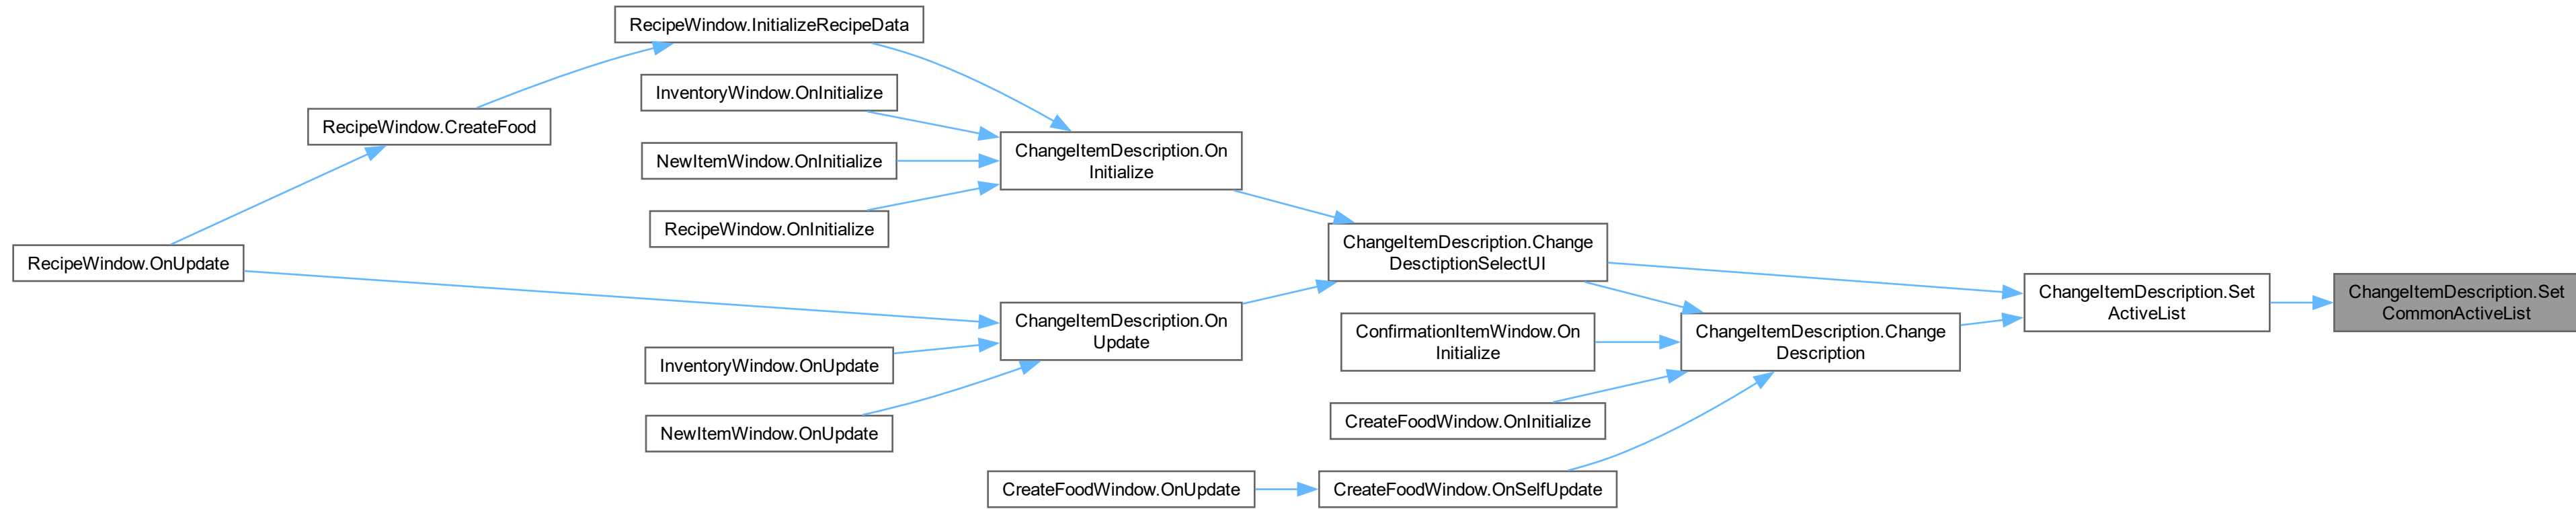 RecipeWindow.InitializeRecipeData
InventoryWindow.OnInitialize
RecipeWindow.CreateFood
ChangeItemDescription.On
Initialize
NewItemWindow.OnInitialize
RecipeWindow.OnInitialize
RecipeWindow.OnUpdate
ChangeItemDescription.Change
DesctiptionSelectUI
ChangeItemDescription.Set
ActiveList
ChangeItemDescription.Set
CommonActiveList
ChangeItemDescription.On
Update
ConfirmationItemWindow.On
Initialize
ChangeItemDescription.Change
Description
InventoryWindow.OnUpdate
CreateFoodWindow.OnInitialize
NewItemWindow.OnUpdate
CreateFoodWindow.OnUpdate
CreateFoodWindow.OnSelfUpdate